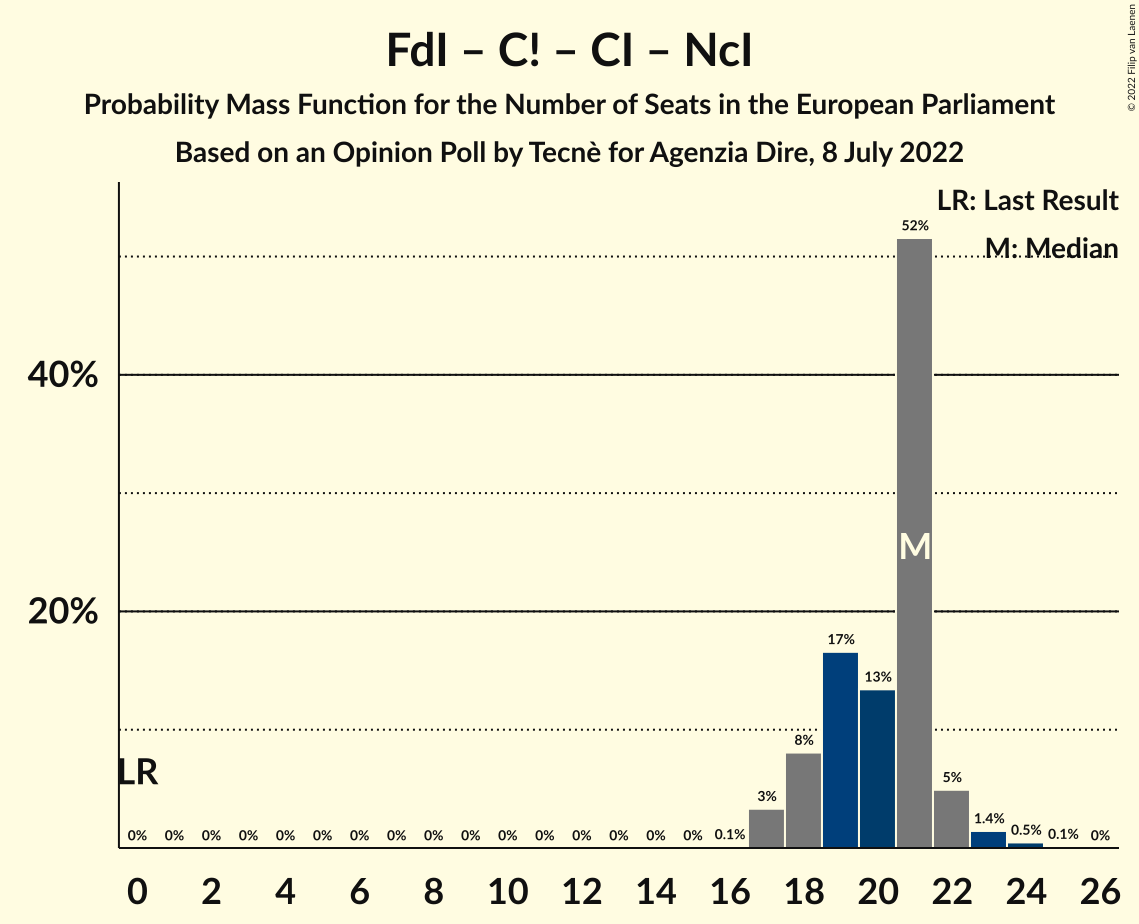 FdI – C! – CI – NcI
Probability Mass Function for the Number of Seats in the European Parliament
Based on an Opinion Poll by Tecnè for Agenzia Dire, 8 July 2022
© 2022 Filip van Laenen
LR: Last Result
M: Median
52%
40%
M
20%
17%
13%
8%
LR
3%
5%
0% 0% 0% 0% 0% 0% 0% 0% 0% 0% 0% 0% 0% 0% 0% 0% 0.1% 1.4% 0.5% 0.1% 0%
0 2 4 6 8 10 12 14 16 18 20 22 24 26